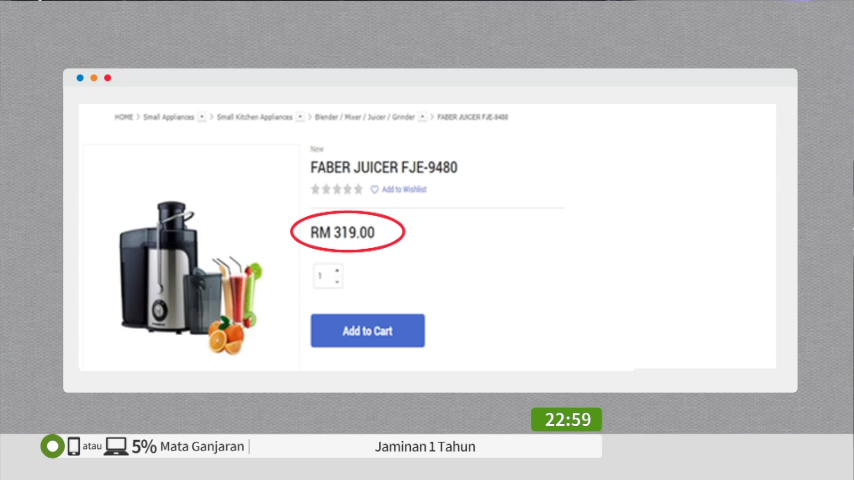 HOME > Small Appliances > Small Kitchen Appliances > Blender / Mixer / Juicer / Grinder > FABER JUICER FJE-9480
New
FABER JUICER FJE-9480
Add to Wishlist
RM 319.00
1
Add to Cart
22:59
atau 5% Mata Ganjaran
Jaminan 1 Tahun